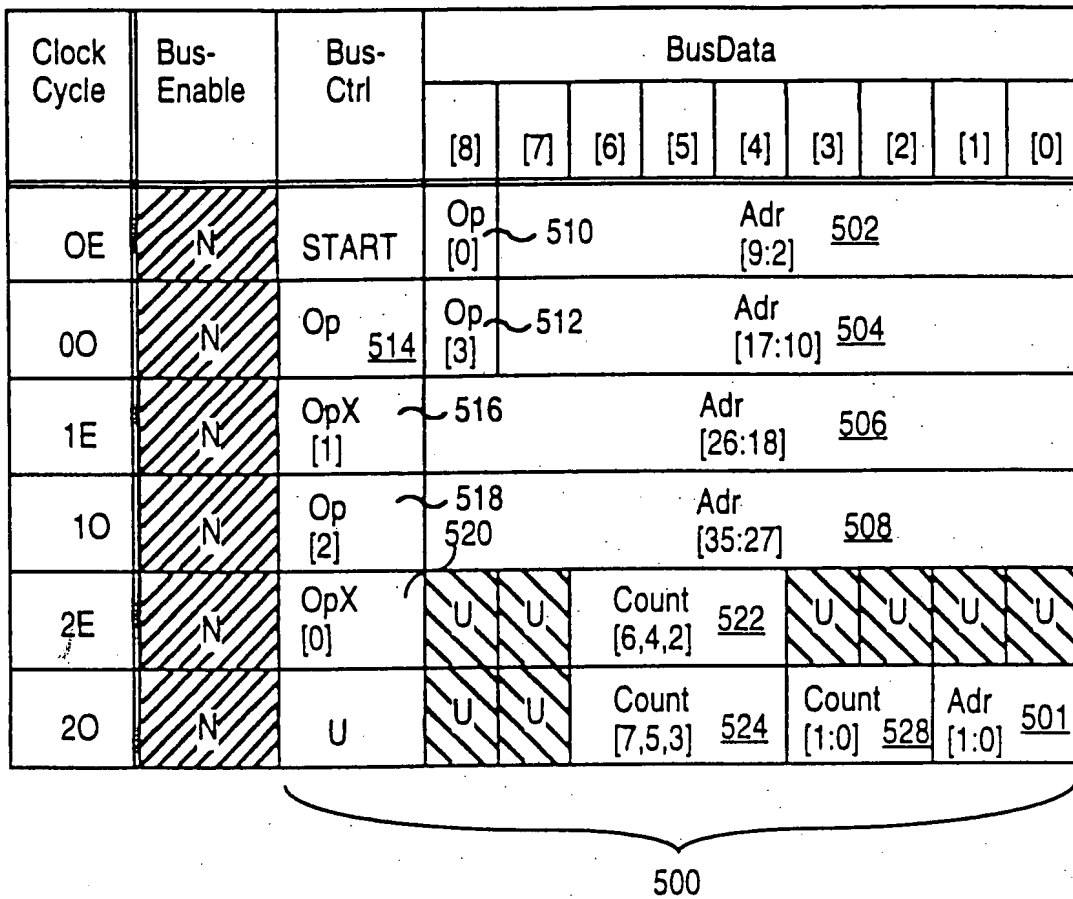 Clock Cycle Bus-Enable Bus-Ctrl BusData
[8] [7] [6] [5] [4] [3] [2] [1] [0]
OE N START Op [0] 510 Adr [9:2] 502
0O N Op 514 Op [3] 512 Adr [17:10] 504
1E N OpX [1] 516 Adr [26:18] 506
1O N Op [2] 518 520 Adr [35:27] 508
2E N OpX [0] U U Count [6,4,2] 522 U U U U
2O N U U U Count [7,5,3] 524 Count [1:0] 528 Adr [1:0] 501
500